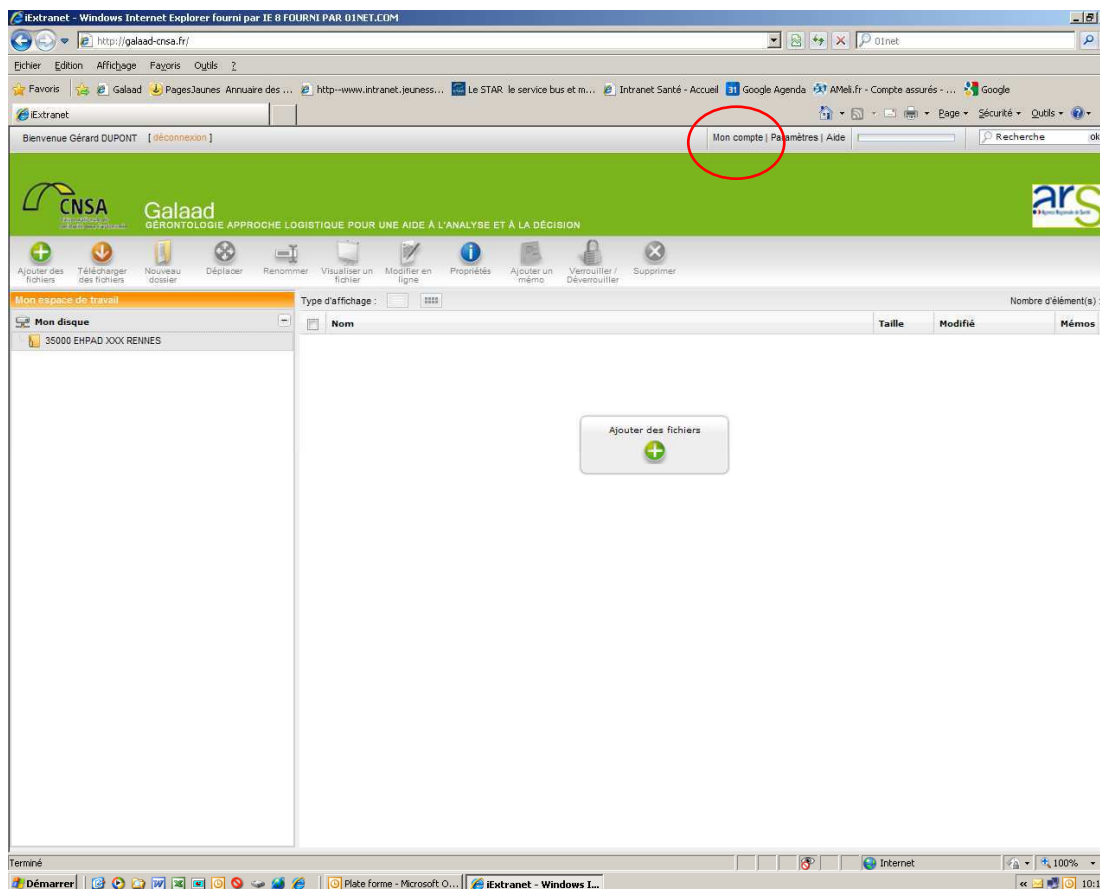 iExtranet - Windows Internet Explorer fourni par IE 8 FOURNI PAR 01NET.COM
http://galaad-cnsa.fr/
01net
Fichier Edition Affichage Favoris Outils ?
Favoris Galaad PagesJaunes Annuaire des ... http--www.intranet.jeuness... Le STAR le service bus et m... Intranet Santé - Accueil 31 Google Agenda AMeli.fr - Compte assurés - ... Google
iExtranet Page Sécurité Outils
Bienvenue Gérard DUPONT [ déconnexion ] Mon compte | Paramètres | Aide Recherche ok
CNSA
Galaad
GÉRONTOLOGIE APPROCHE LOGISTIQUE POUR UNE AIDE À L'ANALYSE ET À LA DÉCISION
ars
Ajouter des fichiers
Télécharger des fichiers
Nouveau dossier
Déplacer
Renommer
Visualiser un fichier
Modifier en ligne
Propriétés
Ajouter un mémo
Verrouiller / Déverrouiller
Supprimer
Mon espace de travail Type d'affichage : Nombre d'élément(s) :
Mon disque Nom Taille Modifié Mémos
35000 EHPAD XXX RENNES
Ajouter des fichiers
Terminé Internet 100%
Démarrer Plate forme - Microsoft O... iExtranet - Windows I... 10:1